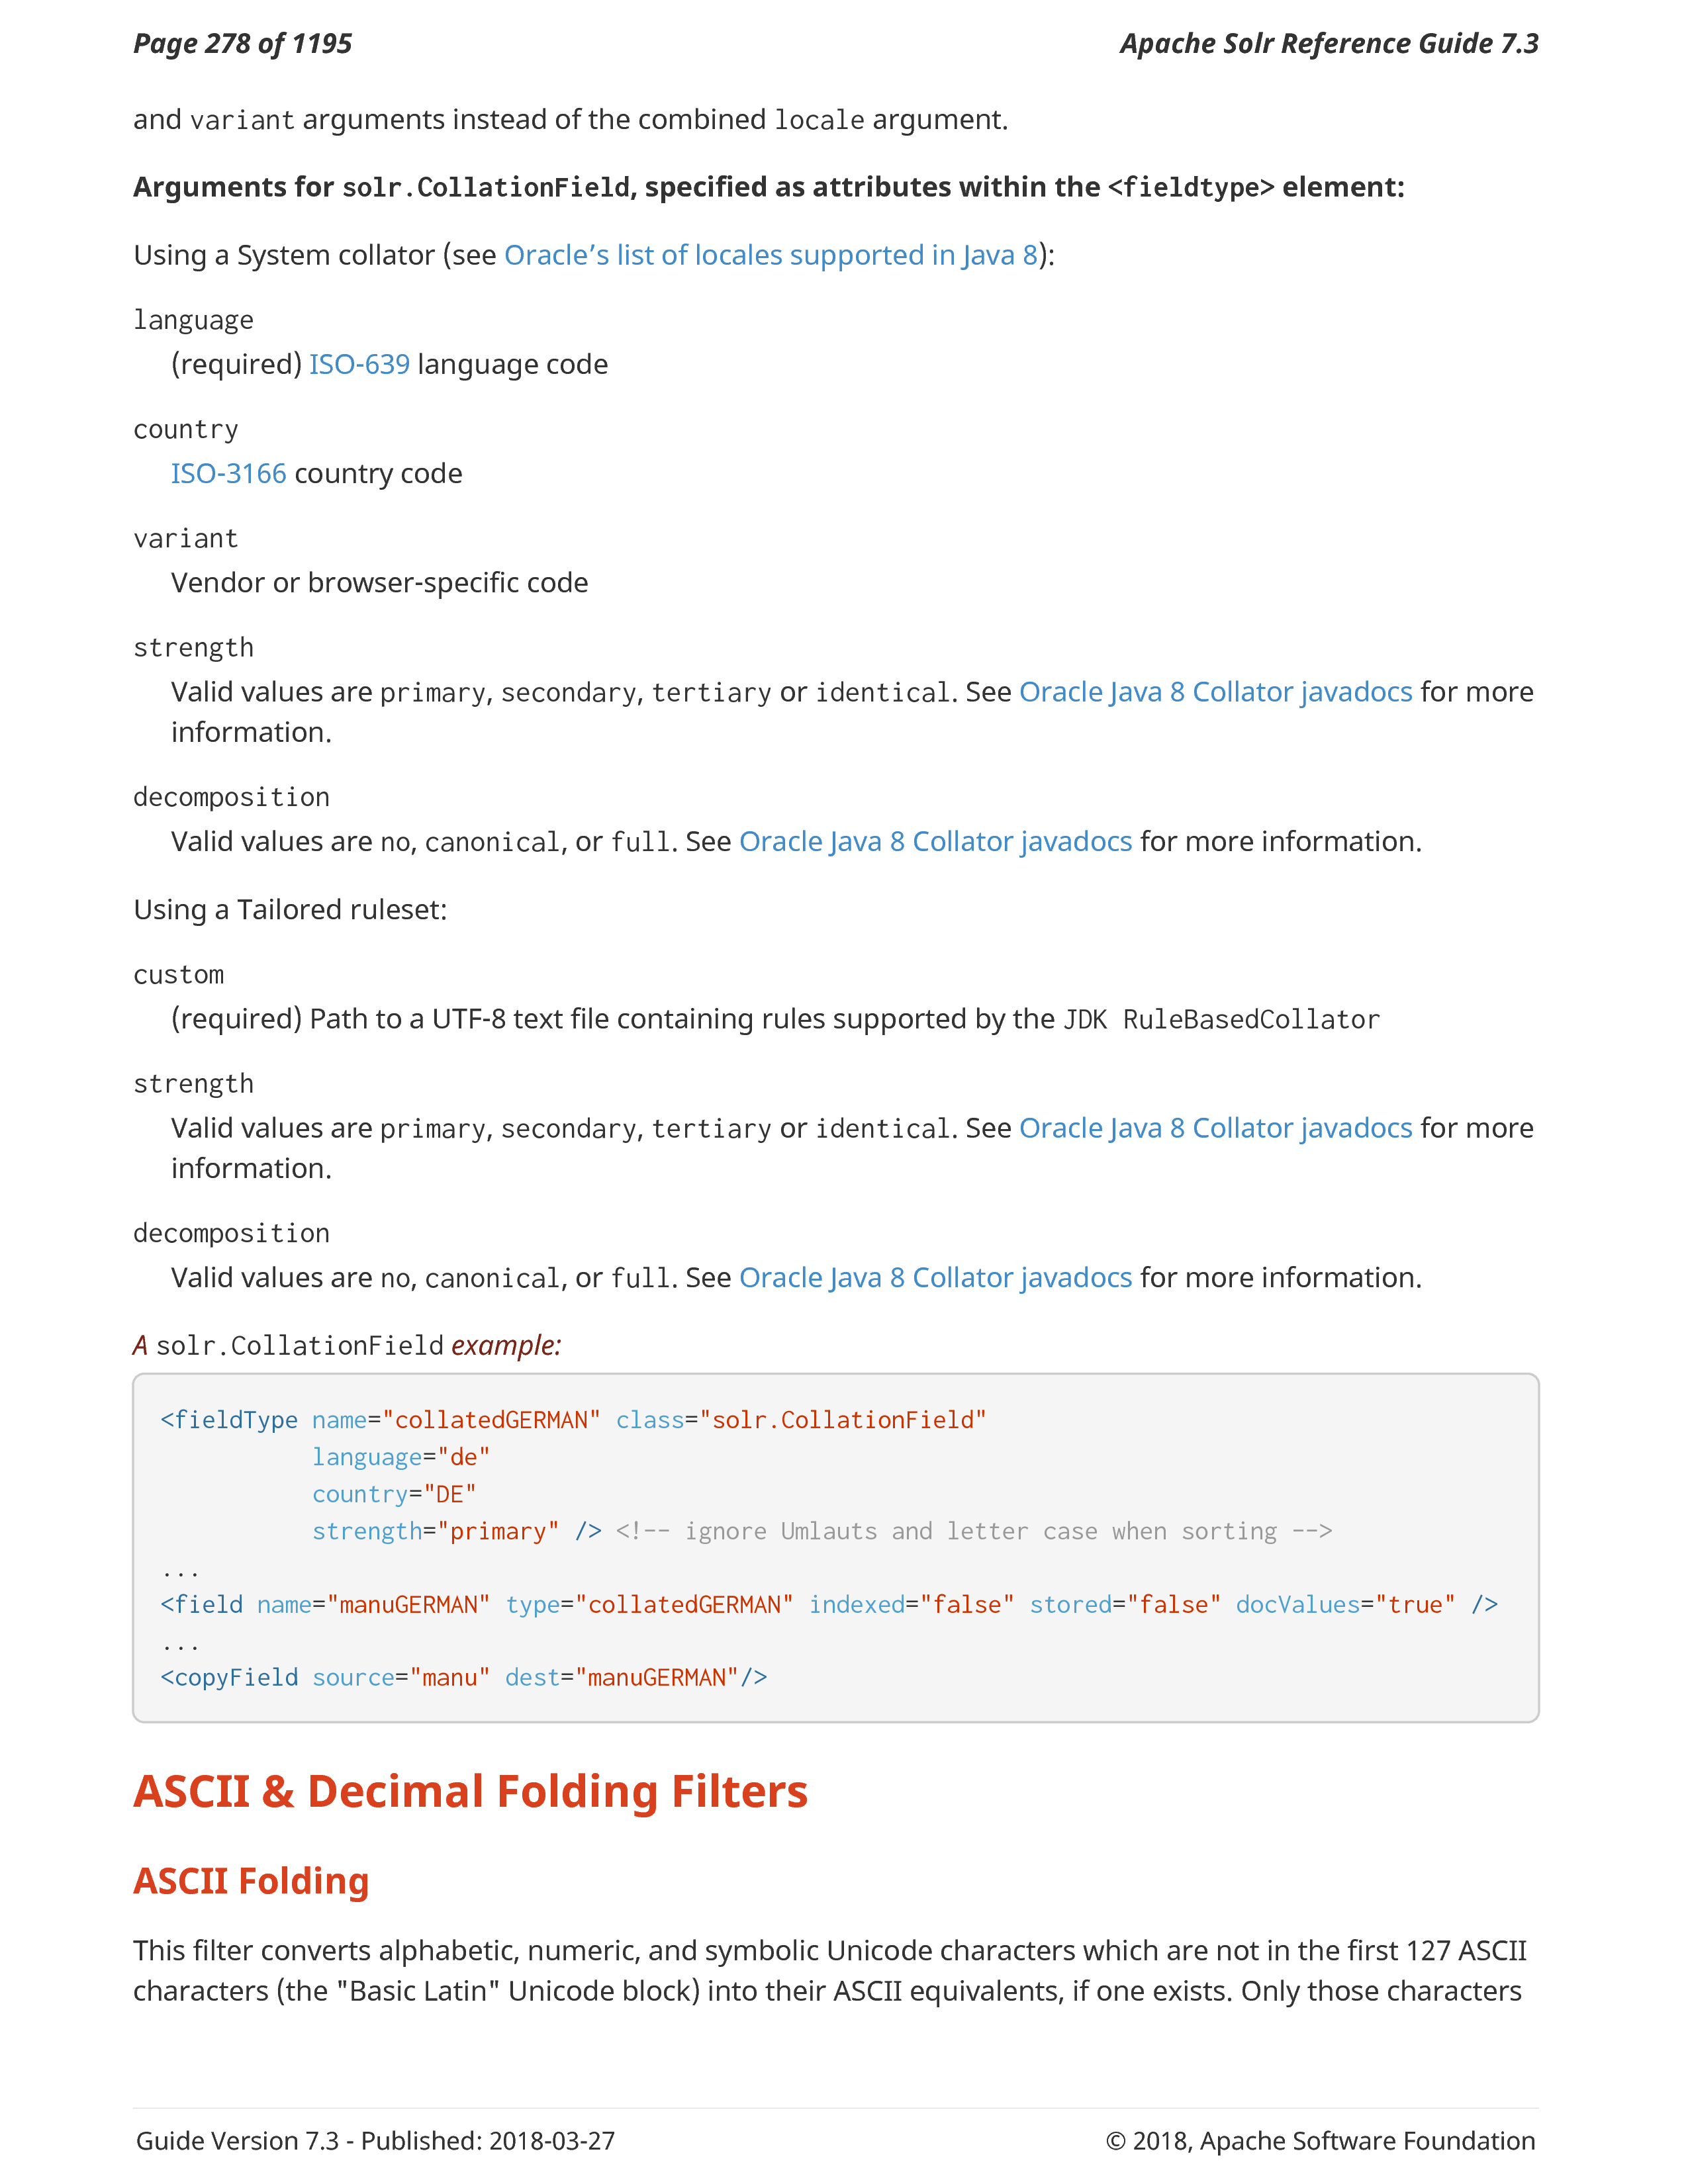 Page 278 of 1195
Apache Solr Reference Guide 7.3
and variant arguments instead of the combined locale argument.
Arguments for solr.CollationField, specified as attributes within the <fieldtype> element:
Using a System collator (see Oracle’s list of locales supported in Java 8):
language
(required) ISO-639 language code
country
ISO-3166 country code
variant
Vendor or browser-specific code
strength
Valid values are primary, secondary, tertiary or identical. See Oracle Java 8 Collator javadocs for more
information.
decomposition
Valid values are no, canonical, or full. See Oracle Java 8 Collator javadocs for more information.
Using a Tailored ruleset:
custom
(required) Path to a UTF-8 text file containing rules supported by the JDK RuleBasedCollator
strength
Valid values are primary, secondary, tertiary or identical. See Oracle Java 8 Collator javadocs for more
information.
decomposition
Valid values are no, canonical, or full. See Oracle Java 8 Collator javadocs for more information.
A solr.CollationField example:
<fieldType name="collatedGERMAN" class="solr.CollationField"
           language="de"
           country="DE"
           strength="primary" /> <!-- ignore Umlauts and letter case when sorting -->
...
<field name="manuGERMAN" type="collatedGERMAN" indexed="false" stored="false" docValues="true" />
...
<copyField source="manu" dest="manuGERMAN"/>
ASCII & Decimal Folding Filters
ASCII Folding
This filter converts alphabetic, numeric, and symbolic Unicode characters which are not in the first 127 ASCII
characters (the "Basic Latin" Unicode block) into their ASCII equivalents, if one exists. Only those characters
Guide Version 7.3 - Published: 2018-03-27
© 2018, Apache Software Foundation